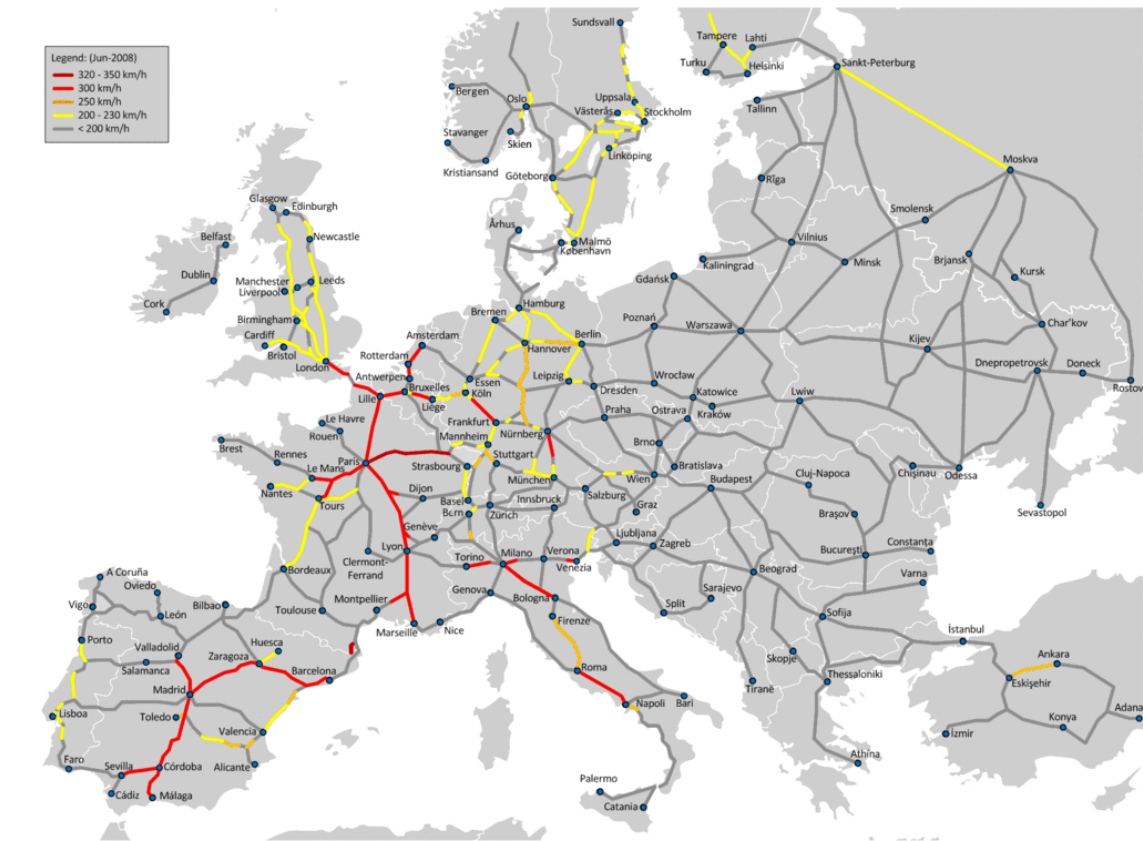 Legend: (Jun-2008)
320 - 350 km/h
300 km/h
250 km/h
200 - 230 km/h
< 200 km/h
Sundsvall
Tampere
Lahti
Turku
Helsinki
Sankt-Peterburg
Bergen
Oslo
Uppsala
Västerås
Stockholm
Tallinn
Stavanger
Skien
Linköping
Kristiansand
Göteborg
Moskva
Rīga
Glasgow
Edinburgh
Smolensk
Newcastle
Belfast
Århus
Malmö
København
Vilnius
Minsk
Brjansk
Kaliningrad
Dublin
Manchester
Leeds
Liverpool
Gdańsk
Kursk
Cork
Hamburg
Bremen
Birmingham
Poznań
Warszawa
Char'kov
Cardiff
Amsterdam
Berlin
Hannover
Kijev
Bristol
Rotterdam
London
Antwerpen
Essen
Leipzig
Dnepropetrovsk
Doneck
Bruxelles
Köln
Dresden
Wrocław
Katowice
Rostov
Lille
Liège
Lwiw
Kraków
Le Havre
Frankfurt
Praha
Ostrava
Rouen
Mannheim
Nürnberg
Brest
Brno
Rennes
Paris
Stuttgart
Le Mans
Strasbourg
Bratislava
Cluj-Napoca
Chişinau
Odessa
München
Wien
Budapest
Nantes
Dijon
Salzburg
Tours
Basel
Innsbruck
Graz
Sevastopol
Bern
Zürich
Braşov
Genève
Ljubljana
Constanţa
Lyon
Torino
Milano
Verona
Zagreb
Bucureşti
Clermont-
Ferrand
Venezia
Bordeaux
Beograd
Varna
A Coruña
Oviedo
Genova
Bologna
Sarajevo
Vigo
León
Bilbao
Toulouse
Montpellier
Split
Sofija
Firenze
Marseille
Nice
Porto
Huesca
İstanbul
Valladolid
Zaragoza
Ankara
Salamanca
Barcelona
Roma
Skopje
Madrid
Thessaloniki
Eskişehir
Tiranë
Lisboa
Toledo
Napoli
Bari
Adana
Valencia
Konya
İzmir
Faro
Sevilla
Córdoba
Alicante
Athína
Palermo
Cádiz
Málaga
Catania